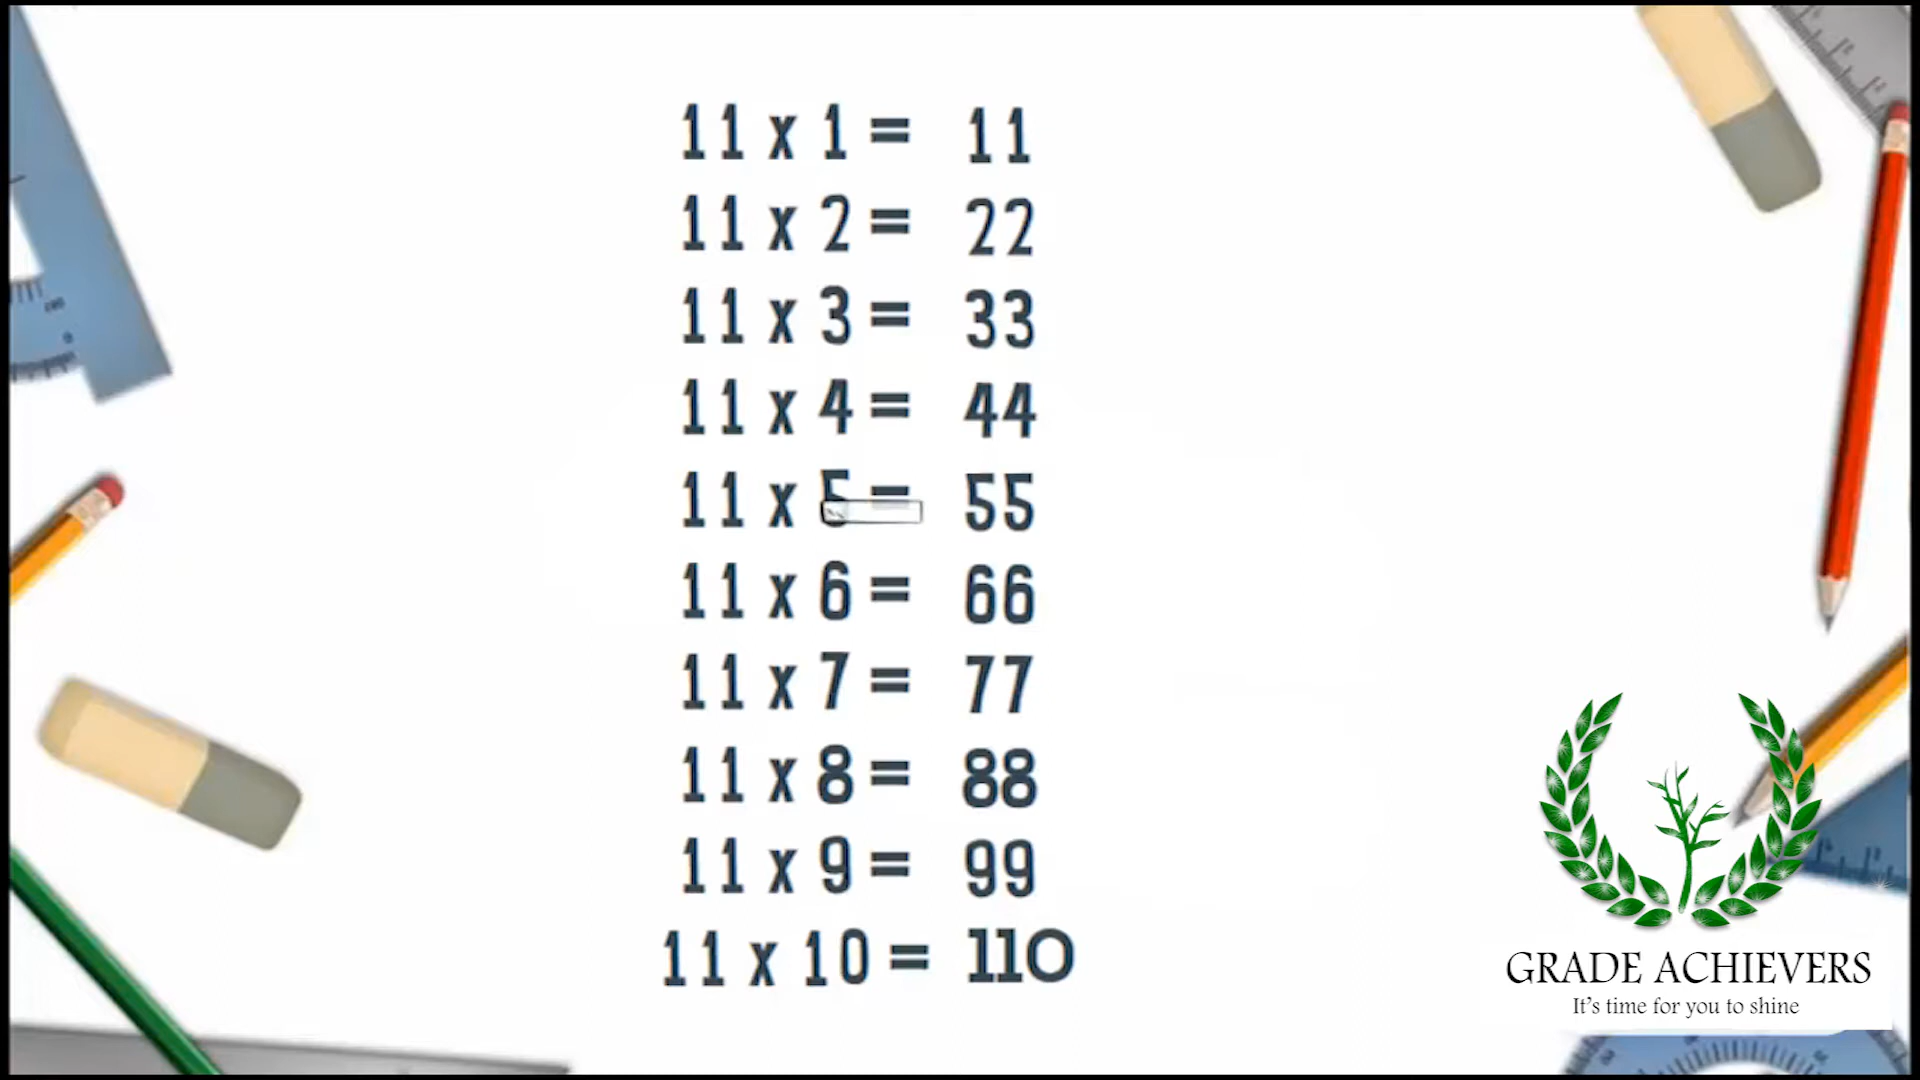 11 x 1 = 11
11 x 2 = 22
11 x 3 = 33
11 x 4 = 44
11 x 5 = 55
11 x 6 = 66
11 x 7 = 77
11 x 8 = 88
11 x 9 = 99
11 x 10 = 110
GRADE ACHIEVERS
It's time for you to shine